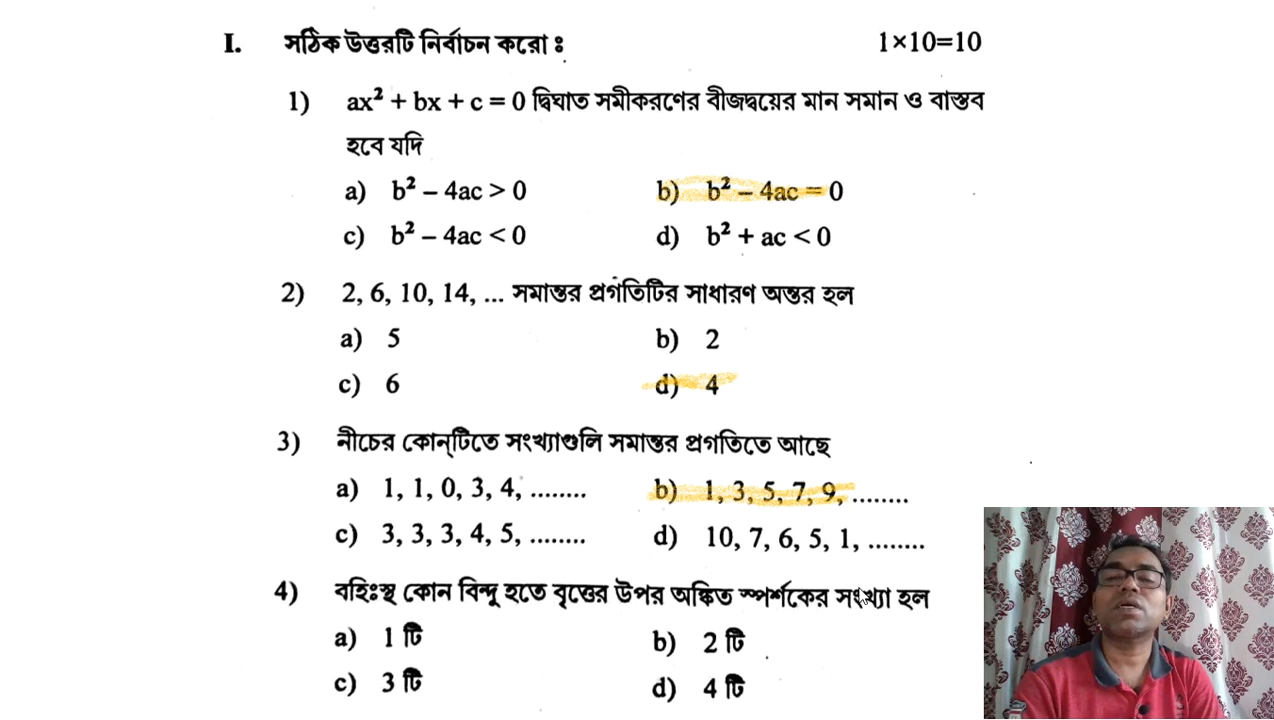 I. সঠিক উত্তরটি নির্বাচন করো ঃ 1×10=10
1) ax² + bx + c = 0 দ্বিঘাত সমীকরণের বীজদ্বয়ের মান সমান ও বাস্তব
হবে যদি
a) b² – 4ac > 0 b) b² – 4ac = 0
c) b² – 4ac < 0 d) b² + ac < 0
2) 2, 6, 10, 14, ... সমান্তর প্রগতিটির সাধারণ অন্তর হল
a) 5 b) 2
c) 6 d) 4
3) নীচের কোন্‌টিতে সংখ্যাগুলি সমান্তর প্রগতিতে আছে
a) 1, 1, 0, 3, 4, ........ b) 1, 3, 5, 7, 9, ........
c) 3, 3, 3, 4, 5, ........ d) 10, 7, 6, 5, 1, ........
4) বহিঃস্থ কোন বিন্দু হতে বৃত্তের উপর অঙ্কিত স্পর্শকের সংখ্যা হল
a) 1 টি b) 2 টি
c) 3 টি d) 4 টি